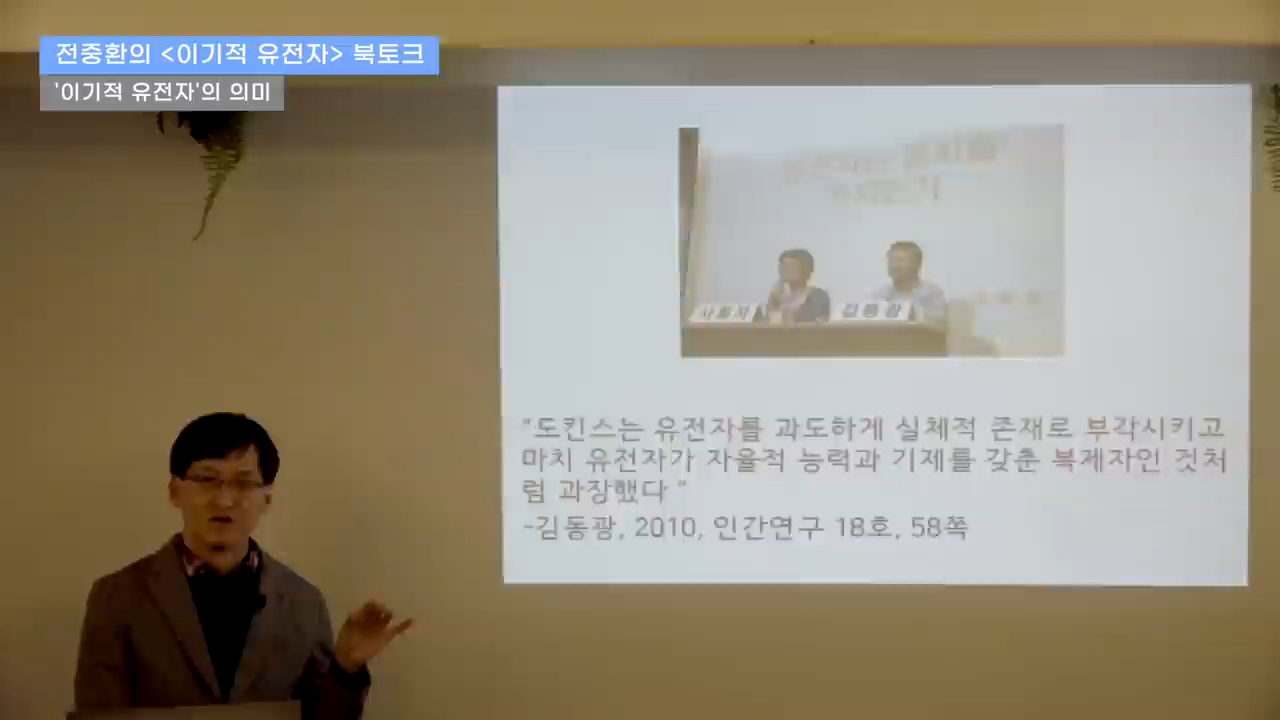 전중환의 <이기적 유전자> 북토크
'이기적 유전자'의 의미
사회자
김동광
“도킨스는 유전자를 과도하게 실체적 존재로 부각시키고
마치 유전자가 자율적 능력과 기제를 갖춘 복제자인 것처
럼 과장했다.”
-김동광, 2010, 인간연구 18호, 58쪽